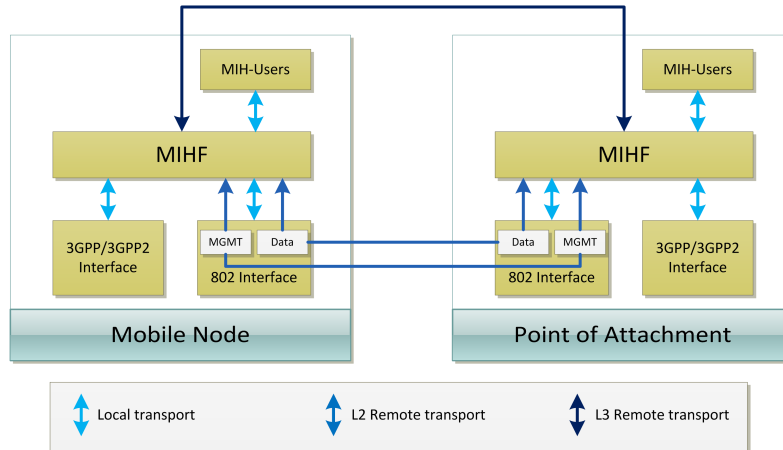 MIH-Users
MIHF
3GPP/3GPP2
Interface
MGMT
Data
802 Interface
Mobile Node
MIH-Users
MIHF
Data
MGMT
802 Interface
3GPP/3GPP2
Interface
Point of Attachment
Local transport
L2 Remote transport
L3 Remote transport